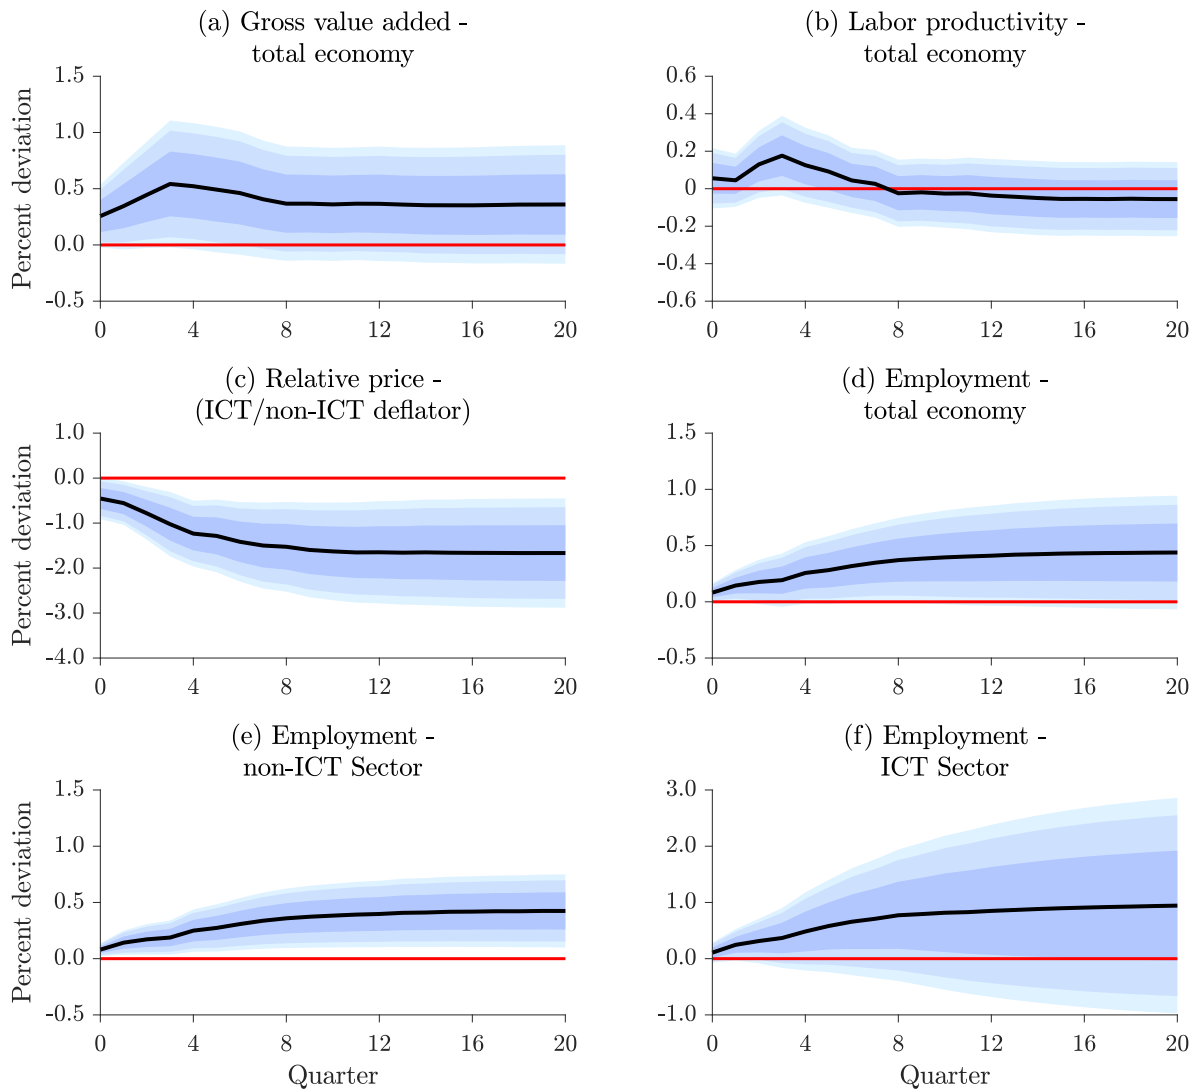 (a) Gross value added -
total economy
Percent deviation
1.5
1.0
0.5
0.0
-0.5
0 4 8 12 16 20
(b) Labor productivity -
total economy
0.6
0.4
0.2
0
-0.2
-0.4
-0.6
0 4 8 12 16 20
(c) Relative price -
(ICT/non-ICT deflator)
Percent deviation
1.0
0.0
-1.0
-2.0
-3.0
-4.0
0 4 8 12 16 20
(d) Employment -
total economy
1.5
1.0
0.5
0.0
-0.5
0 4 8 12 16 20
(e) Employment -
non-ICT Sector
Percent deviation
1.5
1.0
0.5
0.0
-0.5
0 4 8 12 16 20
Quarter
(f) Employment -
ICT Sector
3.0
2.0
1.0
0.0
-1.0
0 4 8 12 16 20
Quarter